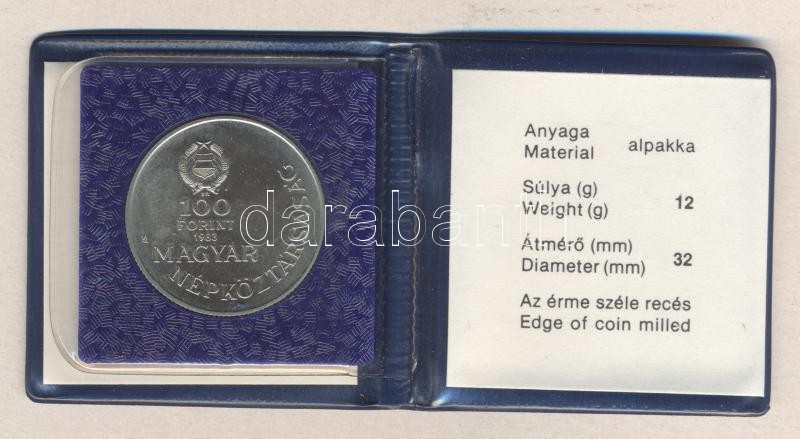 BP.
100
FORINT
1983
MAGYAR
NÉPKÖZTÁRSASÁG
darabanth
Anyaga
Material alpakka
Súlya (g)
Weight (g) 12
Átmérő (mm)
Diameter (mm) 32
Az érme széle recés
Edge of coin milled